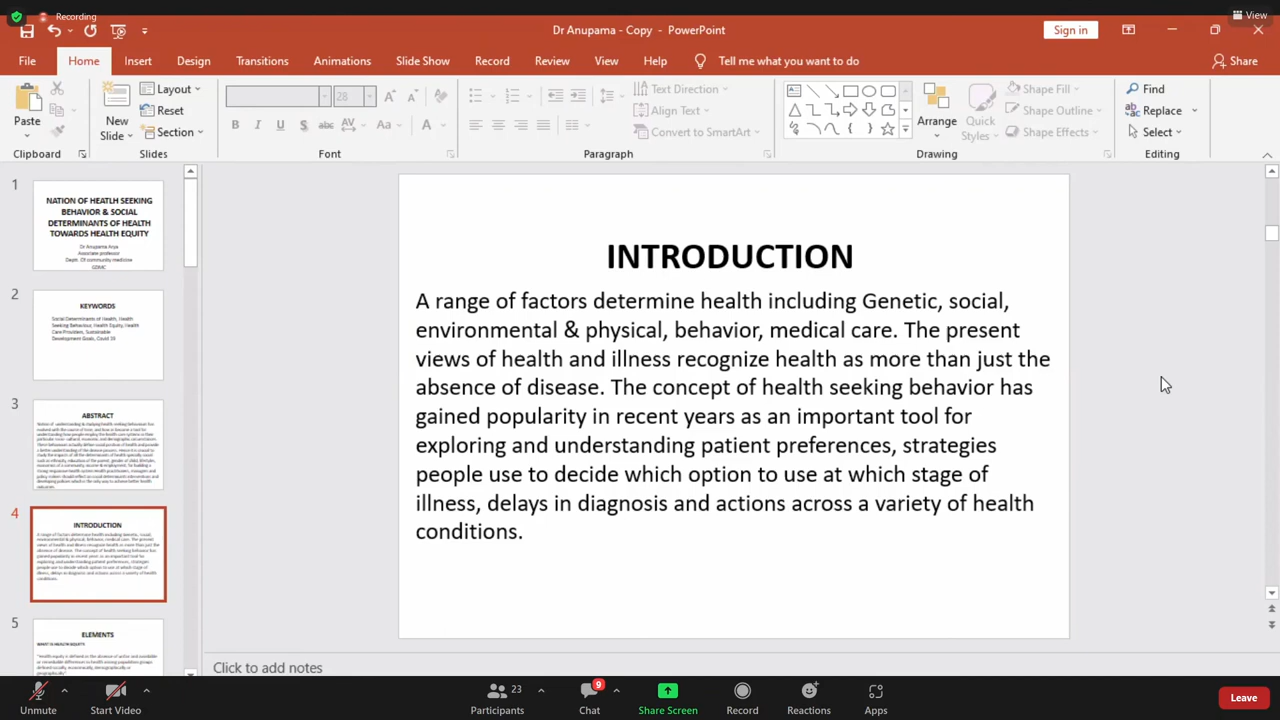 Recording
View
Dr Anupama - Copy - PowerPoint
Sign in
File Home Insert Design Transitions Animations Slide Show Record Review View Help Tell me what you want to do
Share
Paste
New
Slide
Layout
Reset
Section
28
B I U S abc AV Aa A
Text Direction
Align Text
Convert to SmartArt
Arrange
Quick
Styles
Shape Fill
Shape Outline
Shape Effects
Find
Replace
Select
Clipboard
Slides
Font
Paragraph
Drawing
Editing
1
NATION OF HEATLH SEEKING
BEHAVIOR & SOCIAL
DETERMINANTS OF HEALTH
TOWARDS HEALTH EQUITY
Dr Anupama Arya
Associate professor
Deptt. Of community medicine
2
KEYWORDS
Social Determinants of Health, Health
Seeking Behaviour, Health Equity, Health
Care Providers, Sustainable
Development Goals, Covid 19
3
ABSTRACT
4
INTRODUCTION
5
ELEMENTS
WHAT IS HEALTH EQUITY
INTRODUCTION
A range of factors determine health including Genetic, social,
environmental & physical, behavior, medical care. The present
views of health and illness recognize health as more than just the
absence of disease. The concept of health seeking behavior has
gained popularity in recent years as an important tool for
exploring and understanding patient preferences, strategies
people use to decide which option to use at which stage of
illness, delays in diagnosis and actions across a variety of health
conditions.
Click to add notes
Unmute
Start Video
23
Participants
9
Chat
Share Screen
Record
Reactions
Apps
Leave